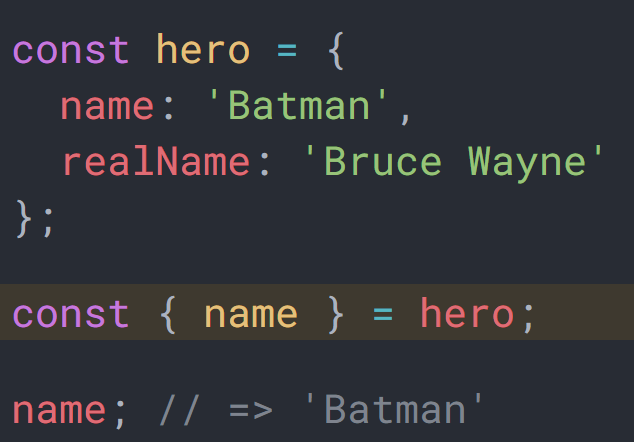 const hero = {
  name: 'Batman',
  realName: 'Bruce Wayne'
};
const { name } = hero;
name; // => 'Batman'